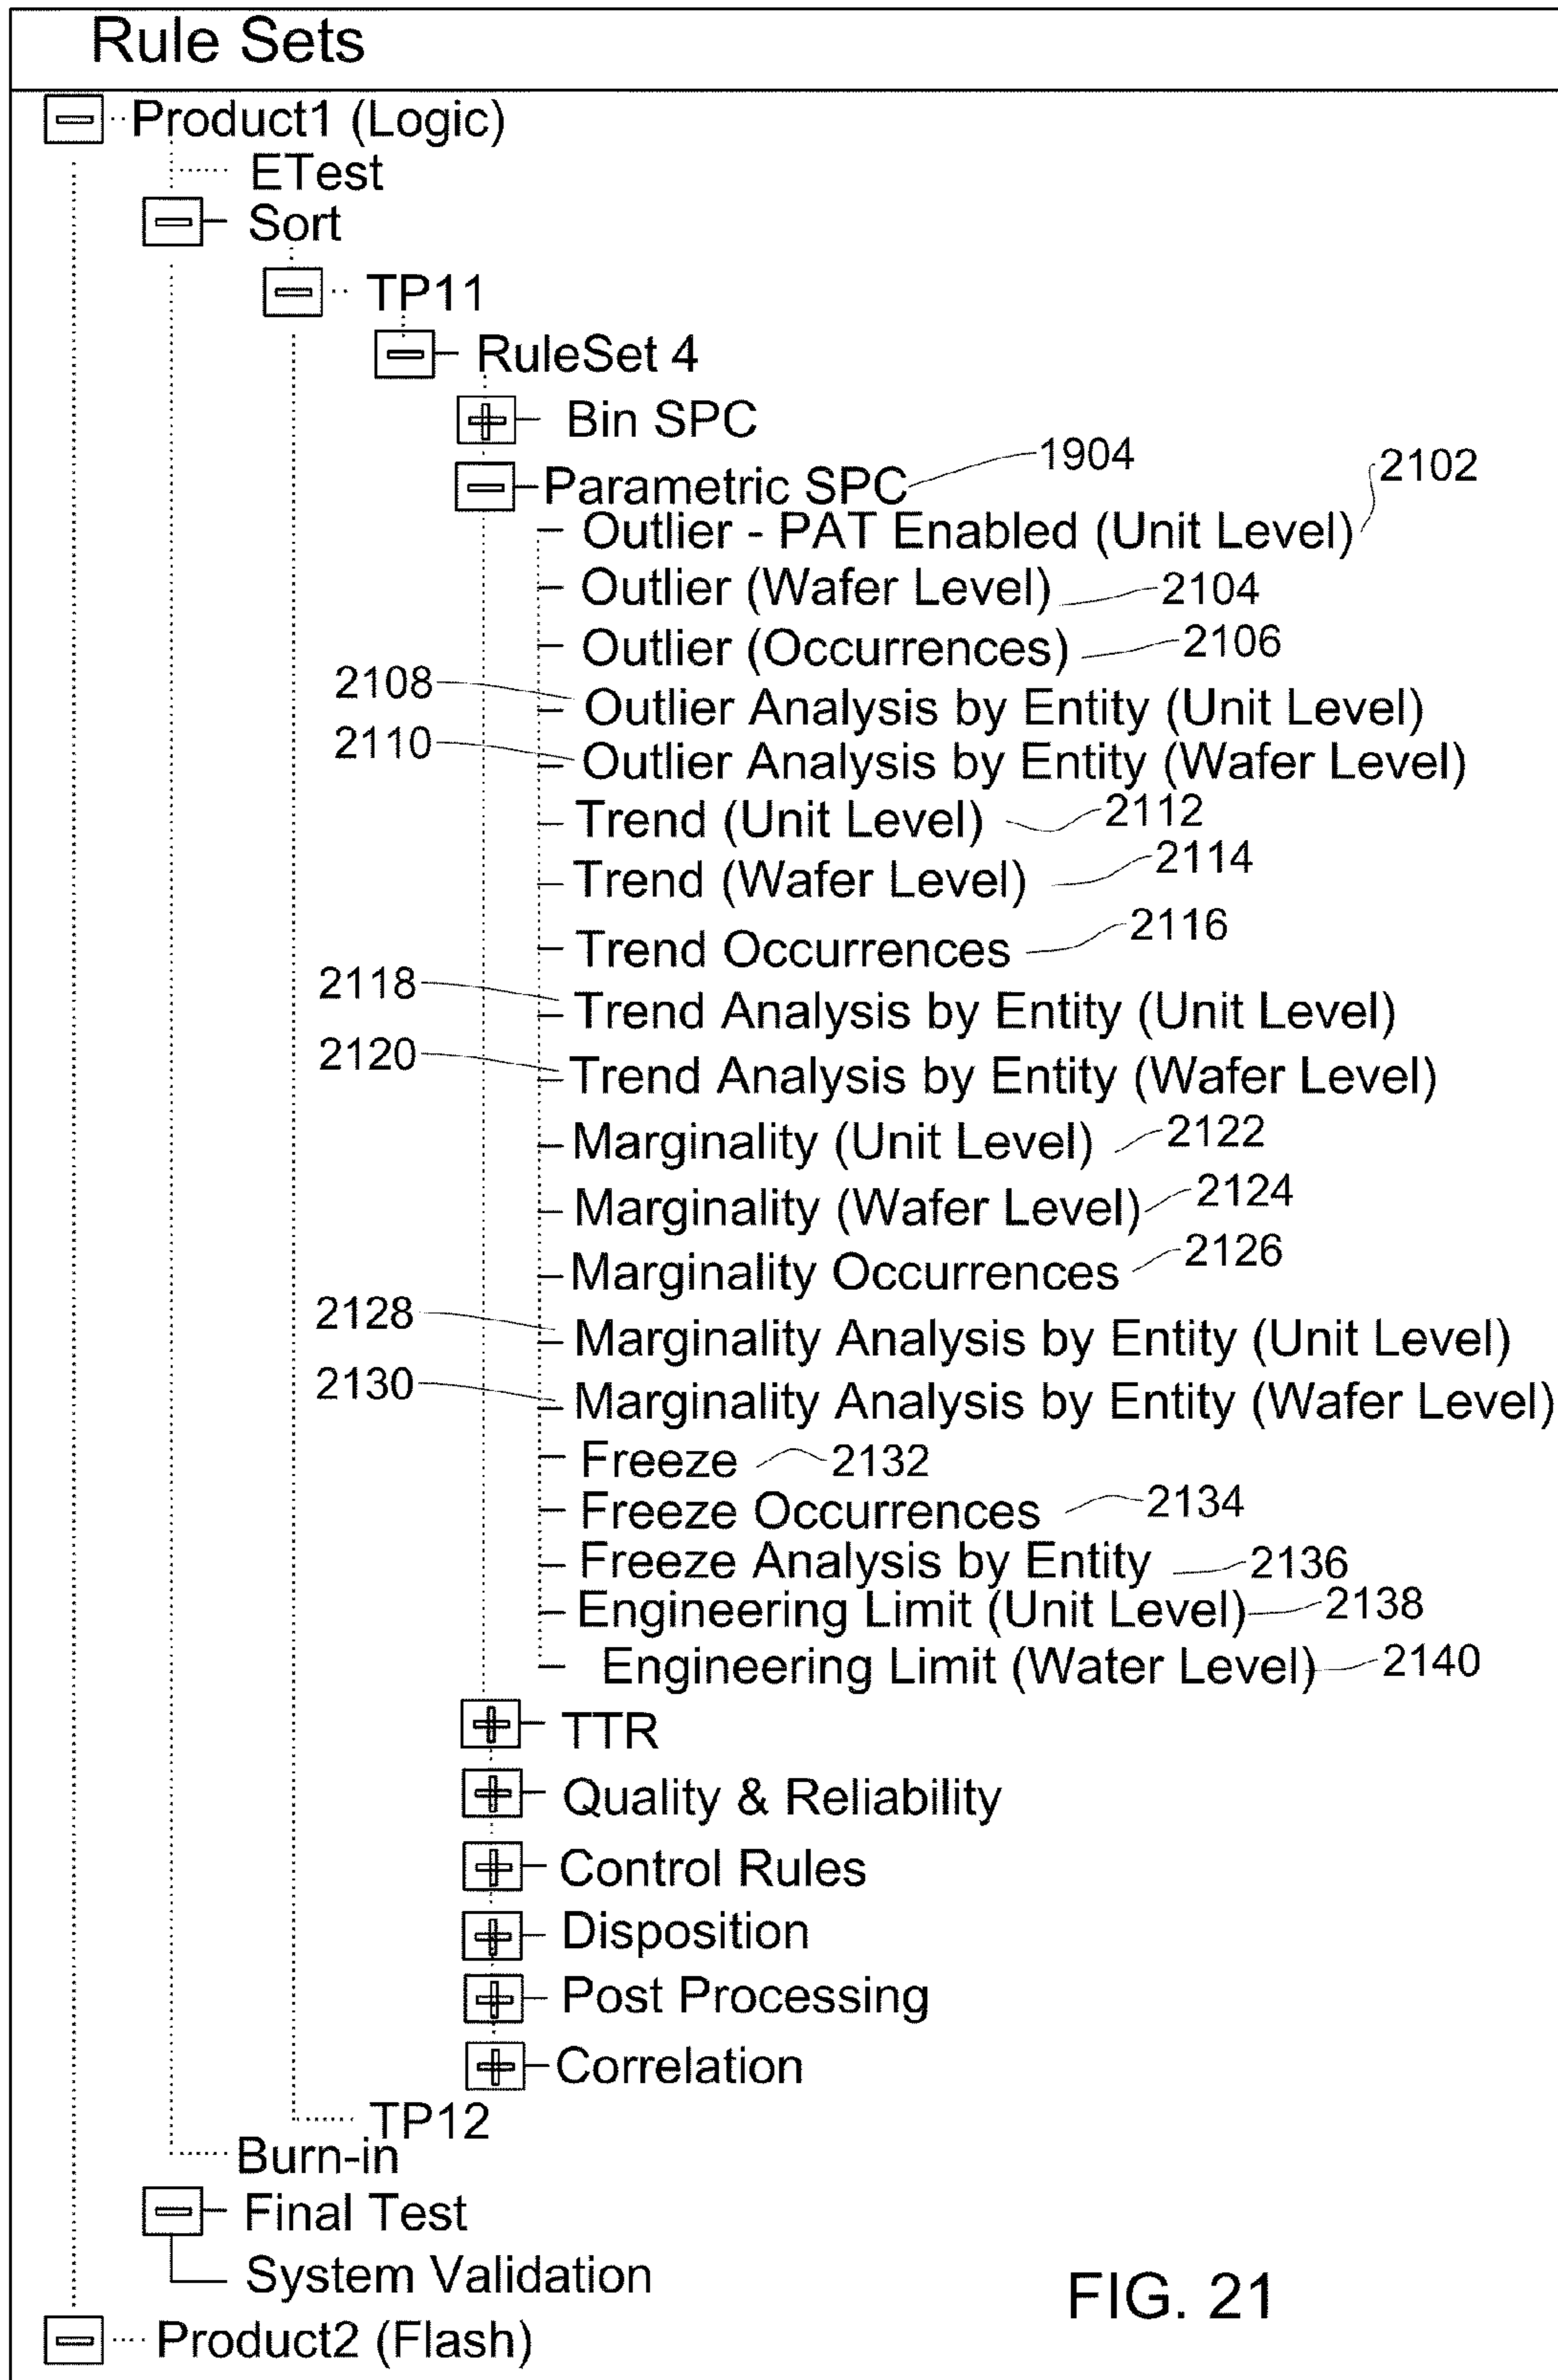 Rule Sets
Product1 (Logic)
ETest
Sort
TP11
RuleSet 4
Bin SPC
Parametric SPC 1904
Outlier - PAT Enabled (Unit Level) 2102
Outlier (Wafer Level) 2104
Outlier (Occurrences) 2106
2108 Outlier Analysis by Entity (Unit Level)
2110 Outlier Analysis by Entity (Wafer Level)
Trend (Unit Level) 2112
Trend (Wafer Level) 2114
Trend Occurrences 2116
2118 Trend Analysis by Entity (Unit Level)
2120 Trend Analysis by Entity (Wafer Level)
Marginality (Unit Level) 2122
Marginality (Wafer Level) 2124
Marginality Occurrences 2126
2128 Marginality Analysis by Entity (Unit Level)
2130 Marginality Analysis by Entity (Wafer Level)
Freeze 2132
Freeze Occurrences 2134
Freeze Analysis by Entity 2136
Engineering Limit (Unit Level) 2138
Engineering Limit (Water Level) 2140
TTR
Quality & Reliability
Control Rules
Disposition
Post Processing
Correlation
TP12
Burn-in
Final Test
System Validation
Product2 (Flash)
FIG. 21